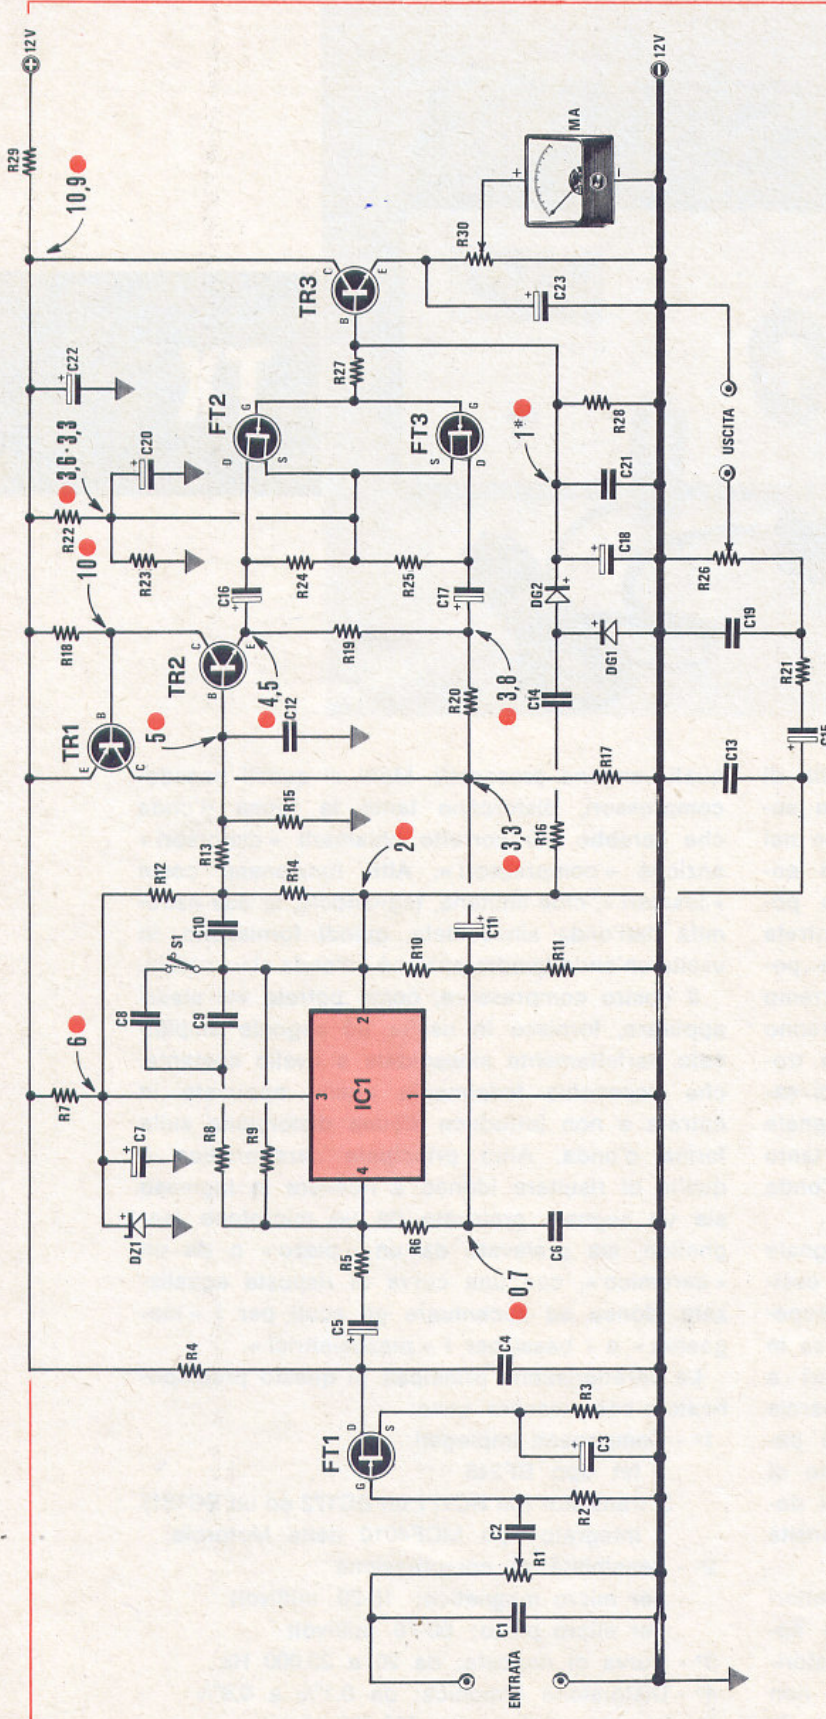 12V
R29
10,9
C22
3,6-3,3
R22
C20
R23
10
R18
TR1
E
B
C
5
TR2
C
B
E
4,5
C12
C16
R24
R25
C17
R19
R20
3,8
3,3
FT2
D
G
S
FT3
S
G
D
R27
TR3
C
B
E
R30
C23
MA
+
-
12V
1*
R28
C21
C18
DG2
DG1
C14
R17
R16
USCITA
R26
C19
R21
C15
C13
R12
R13
R15
R14
2
C10
S1
C8
C9
R10
C11
R11
6
R7
C7
DZ1
R8
R9
IC1
3
2
4
1
R5
R6
0,7
C6
C5
R4
C4
FT1
D
G
S
R3
C3
R2
C2
R1
C1
ENTRATA